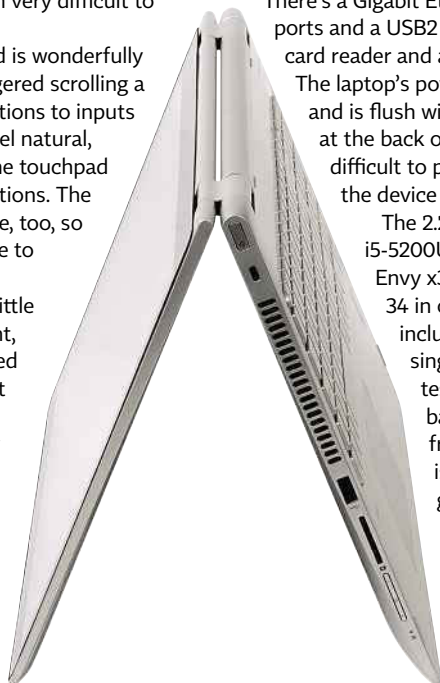 very difficult to
d is wonderfully
gered scrolling a
tions to inputs
el natural,
ne touchpad
tions. The
e, too, so
e to
ittle
nt,
ed
t
There's a Gigabit Et
ports and a USB2
card reader and a
The laptop's po
and is flush wi
at the back o
difficult to p
the device
The 2.2
i5-5200U
Envy x3
34 in o
inclu
sing
te
ba
fr
i
g